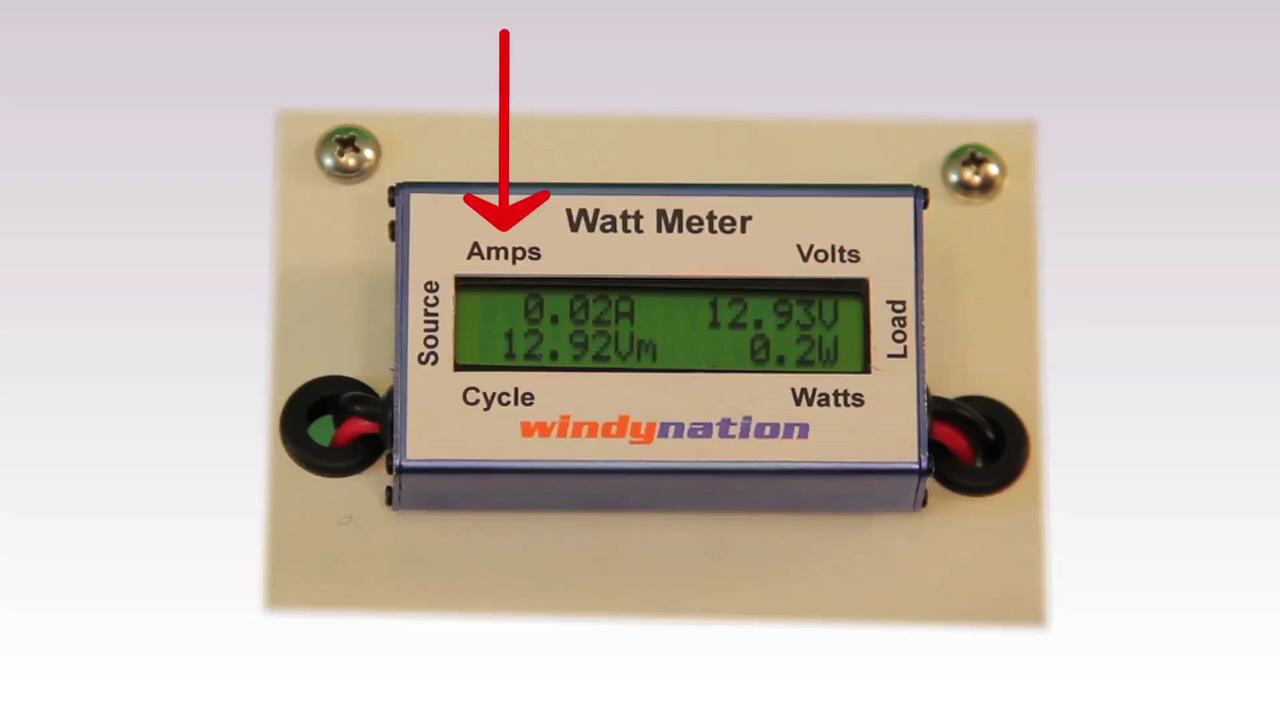 Watt Meter
Amps Volts
Source
0.02A 12.93V
12.92Vm 0.2W
Load
Cycle Watts
windynation